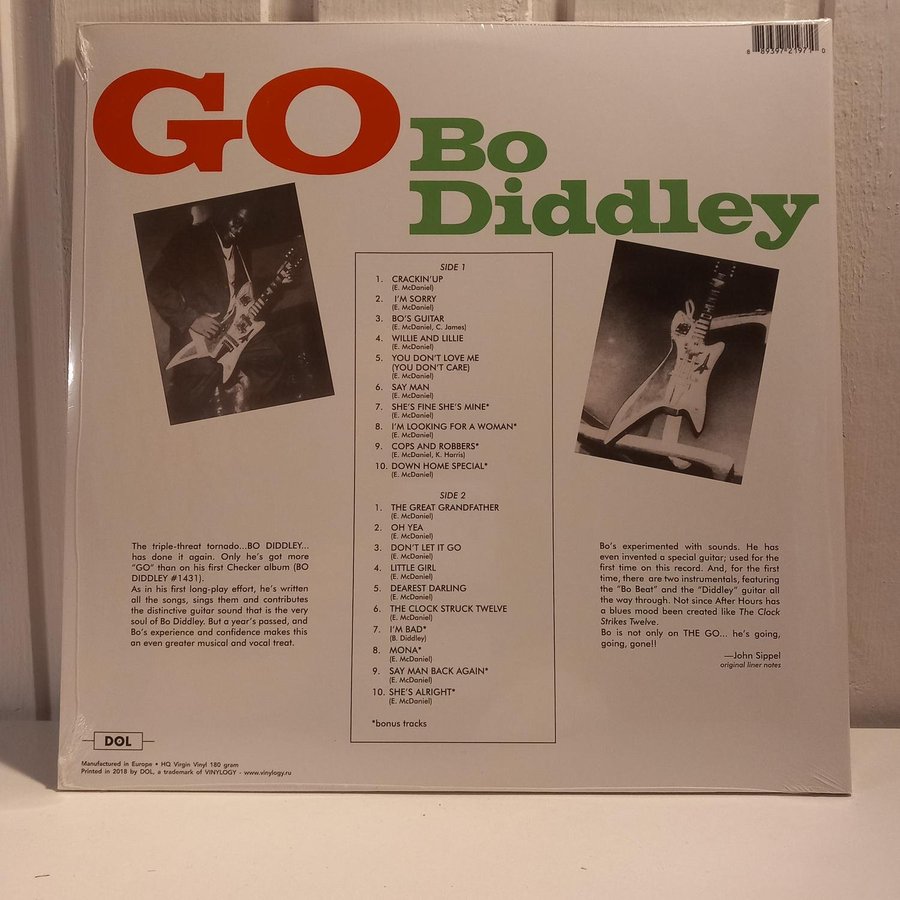 8 89397 21971 0
GO
Bo
Diddley
SIDE 1
1. CRACKIN'UP
(E. McDaniel)
2. I'M SORRY
(E. McDaniel)
3. BO'S GUITAR
(E. McDaniel, C. James)
4. WILLIE AND LILLIE
(E. McDaniel)
5. YOU DON'T LOVE ME
(YOU DON'T CARE)
(E. McDaniel)
6. SAY MAN
(E. McDaniel)
7. SHE'S FINE SHE'S MINE*
(E. McDaniel)
8. I'M LOOKING FOR A WOMAN*
(E. McDaniel)
9. COPS AND ROBBERS*
(E. McDaniel, K. Harris)
10. DOWN HOME SPECIAL*
(E. McDaniel)
SIDE 2
1. THE GREAT GRANDFATHER
(E. McDaniel)
2. OH YEA
(E. McDaniel)
3. DON'T LET IT GO
(E. McDaniel)
4. LITTLE GIRL
(E. McDaniel)
5. DEAREST DARLING
(E. McDaniel)
6. THE CLOCK STRUCK TWELVE
(E. McDaniel)
7. I'M BAD*
(B. Diddley)
8. MONA*
(E. McDaniel)
9. SAY MAN BACK AGAIN*
(E. McDaniel)
10. SHE'S ALRIGHT*
(E. McDaniel)
*bonus tracks
The triple-threat tornado...BO DIDDLEY...
has done it again. Only he's got more
"GO" than on his first Checker album (BO
DIDDLEY #1431).
As in his first long-play effort, he's written
all the songs, sings them and contributes
the distinctive guitar sound that is the very
soul of Bo Diddley. But a year's passed, and
Bo's experience and confidence makes this
an even greater musical and vocal treat.
Bo's experimented with sounds. He has
even invented a special guitar; used for the
first time on this record. And, for the first
time, there are two instrumentals, featuring
the "Bo Beat" and the "Diddley" guitar all
the way through. Not since After Hours has
a blues mood been created like The Clock
Strikes Twelve.
Bo is not only on THE GO... he's going,
going, gone!!
—John Sippel
original liner notes
DOL
Manufactured in Europe • HQ Virgin Vinyl 180 gram
Printed in 2018 by DOL, a trademark of VINYLOGY - www.vinylogy.ru